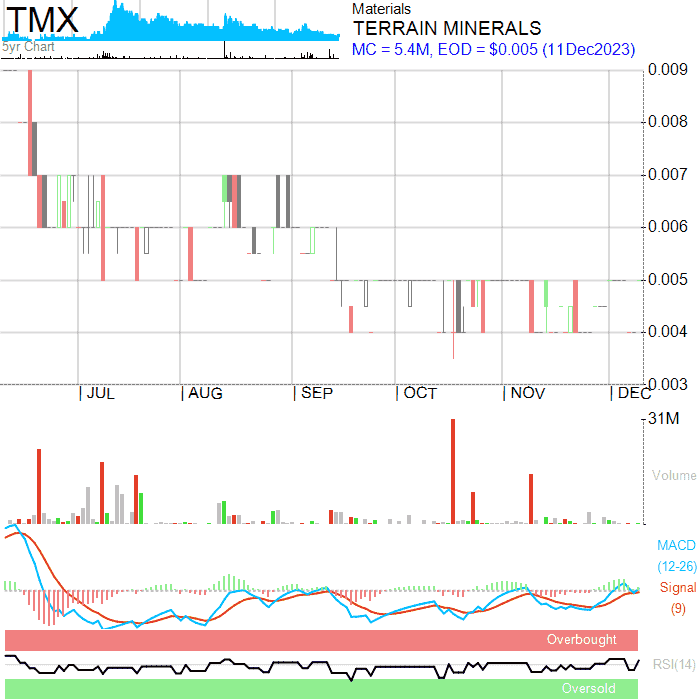 TMX
5yr Chart
Materials
TERRAIN MINERALS
MC = 5.4M, EOD = $0.005 (11Dec2023)
0.009
0.008
0.007
0.006
0.005
0.004
0.003
| JUL | AUG | SEP | OCT | NOV | DEC
31M
Volume
MACD
(12-26)
Signal
(9)
Overbought
RSI(14)
Oversold